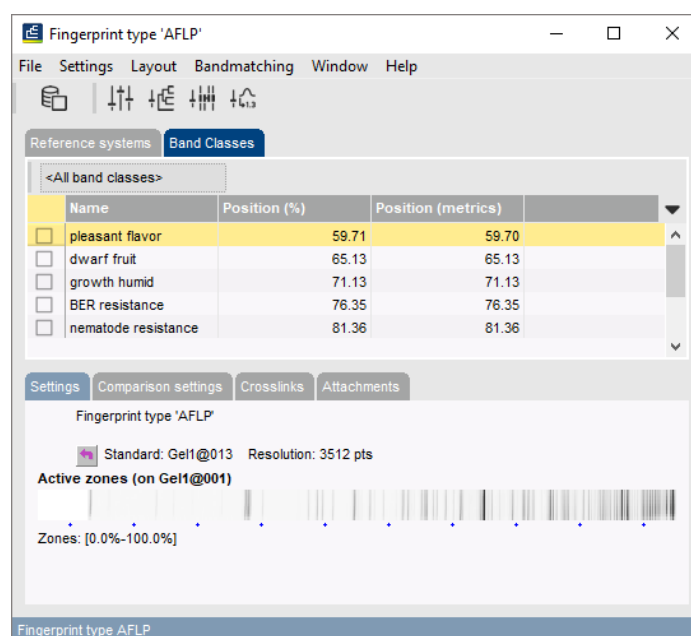 Fingerprint type 'AFLP'
File Settings Layout Bandmatching Window Help
Reference systems Band Classes
<All band classes>
Name Position (%) Position (metrics)
pleasant flavor 59.71 59.70
dwarf fruit 65.13 65.13
growth humid 71.13 71.13
BER resistance 76.35 76.35
nematode resistance 81.36 81.36
Settings Comparison settings Crosslinks Attachments
Fingerprint type 'AFLP'
Standard: Gel1@013 Resolution: 3512 pts
Active zones (on Gel1@001)
Zones: [0.0%-100.0%]
Fingerprint type AFLP